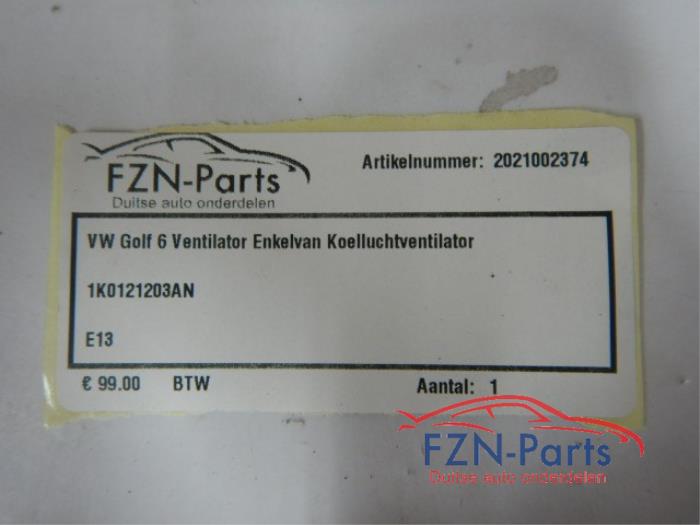 FZN-Parts
Duitse auto onderdelen
Artikelnummer: 2021002374
VW Golf 6 Ventilator Enkelvan Koelluchtventilator
1K0121203AN
E13
€ 99.00 BTW
Aantal: 1
FZN-Parts
Duitse auto onderdelen